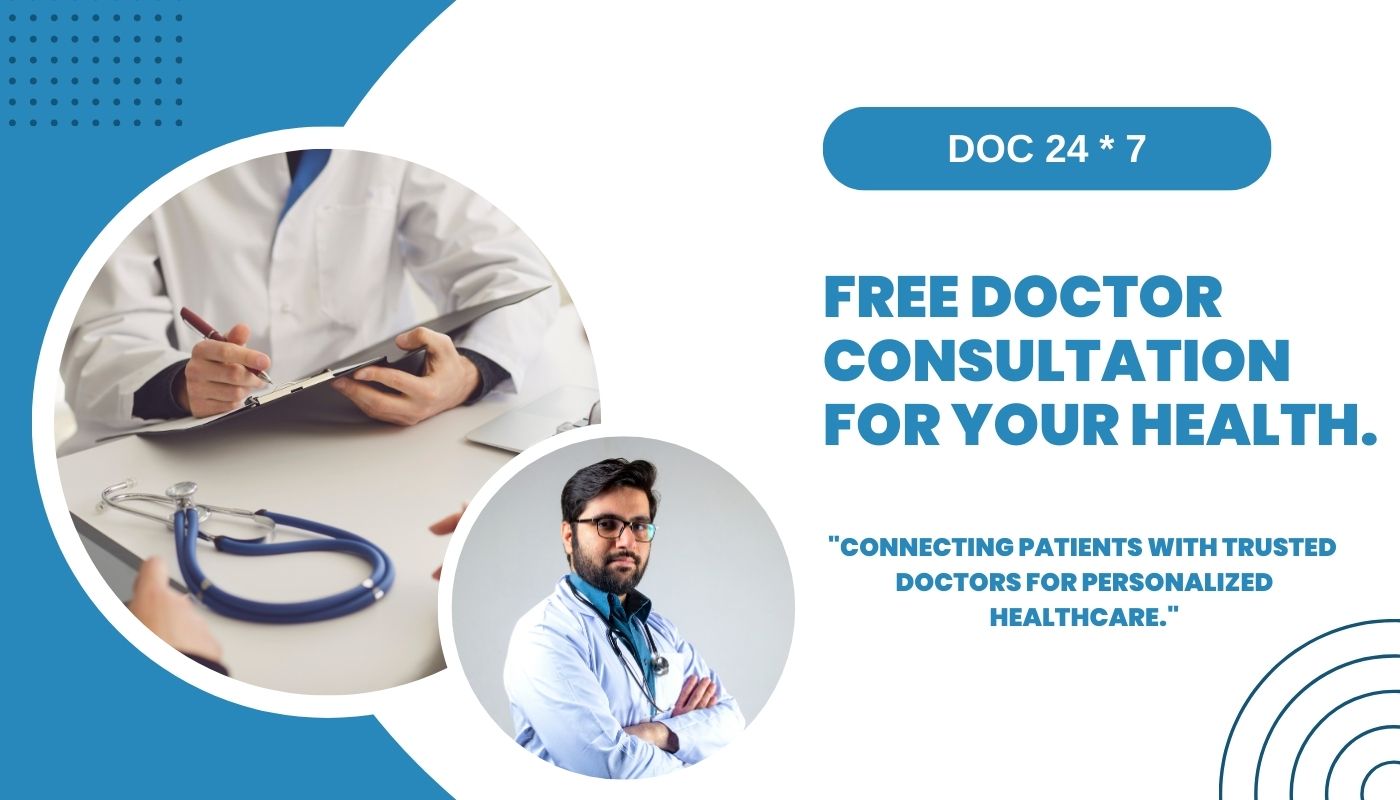 DOC 24 * 7
FREE DOCTOR
CONSULTATION
FOR YOUR HEALTH.
"CONNECTING PATIENTS WITH TRUSTED
DOCTORS FOR PERSONALIZED
HEALTHCARE."